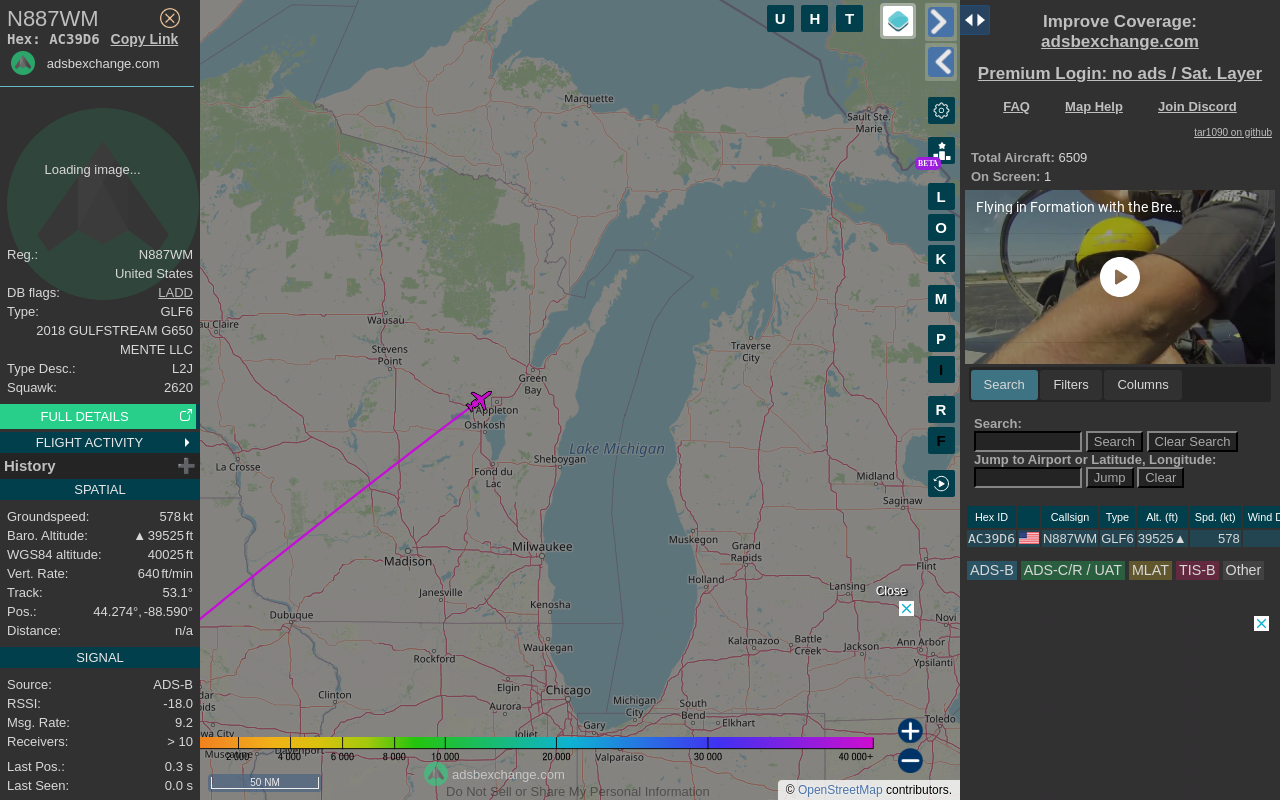 N887WM
Hex: AC39D6 Copy Link
adsbexchange.com
Loading image...
Reg.: N887WM
United States
DB flags: LADD
Type: GLF6
2018 GULFSTREAM G650
MENTE LLC
Type Desc.: L2J
Squawk: 2620
FULL DETAILS
FLIGHT ACTIVITY
History
SPATIAL
Groundspeed: 578 kt
Baro. Altitude: ▲ 39525 ft
WGS84 altitude: 40025 ft
Vert. Rate: 640 ft/min
Track: 53.1°
Pos.: 44.274°, -88.590°
Distance: n/a
SIGNAL
Source: ADS-B
RSSI: -18.0
Msg. Rate: 9.2
Receivers: > 10
Last Pos.: 0.3 s
Last Seen: 0.0 s
U H T
Marquette
Sault Ste.
Marie
BETA
L
O
K
M
P
I
R
F
au Claire
Wausau
Stevens
Point
Green
Bay
Traverse
City
Appleton
Oshkosh
Lake Michigan
La Crosse
Sheboygan
Fond du
Lac
Midland
Saginaw
Muskegon
Milwaukee
Grand
Rapids
Madison
Flint
Holland
Lansing
Janesville
Close
Kenosha
Dubuque
Novi
Kalamazoo
Battle
Creek
Jackson
Ann Arbor
Ypsilanti
Waukegan
Rockford
Elgin
Chicago
dar
pids
Clinton
Aurora
Michigan
City
South
Bend
Elkhart
Toledo
Gary
wa City
Joliet
Davenport
Valparaiso
2 000 4 000 6 000 8 000 10 000 20 000 30 000 40 000+
50 NM
adsbexchange.com
Do Not Sell or Share My Personal Information
© OpenStreetMap contributors.
Improve Coverage:
adsbexchange.com
Premium Login: no ads / Sat. Layer
FAQ Map Help Join Discord
tar1090 on github
Total Aircraft: 6509
On Screen: 1
Flying in Formation with the Bre...
Search Filters Columns
Search:
Search Clear Search
Jump to Airport or Latitude, Longitude:
Jump Clear
Hex ID Callsign Type Alt. (ft) Spd. (kt) Wind D
AC39D6 N887WM GLF6 39525▲ 578
ADS-B ADS-C/R / UAT MLAT TIS-B Other